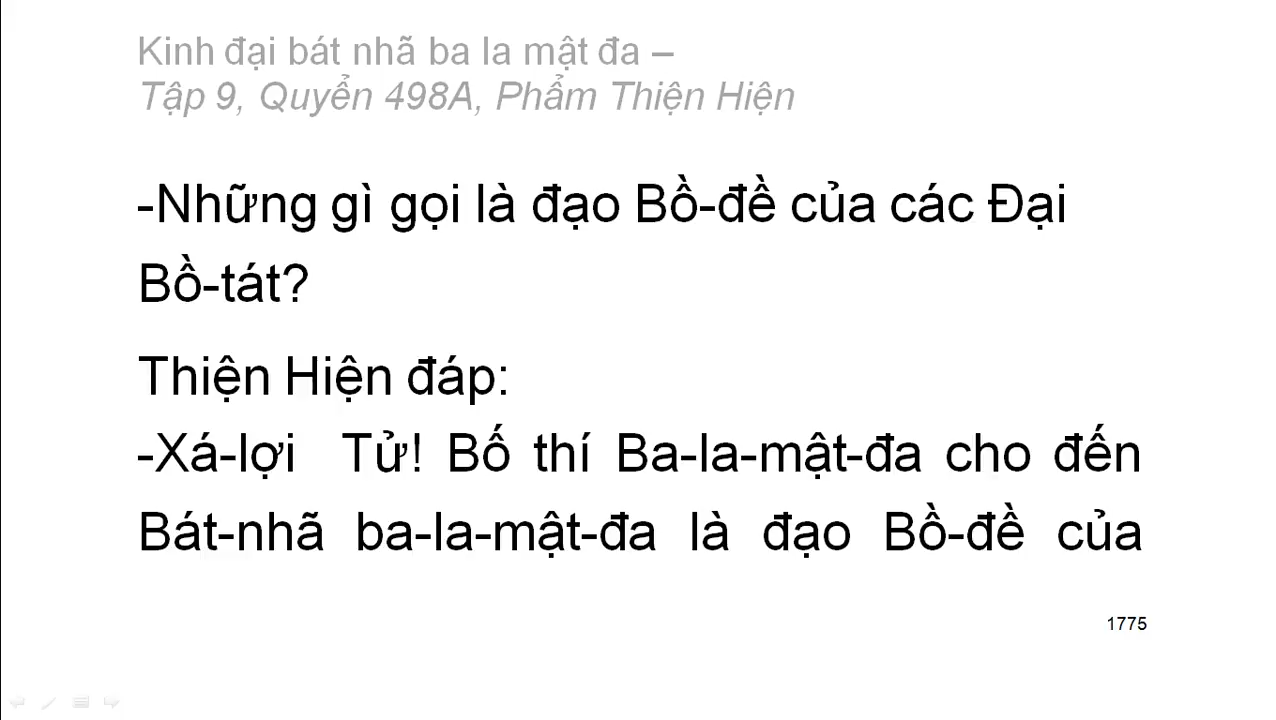 Kinh đại bát nhã ba la mật đa –
Tập 9, Quyển 498A, Phẩm Thiện Hiện
-Những gì gọi là đạo Bồ-đề của các Đại
Bồ-tát?
Thiện Hiện đáp:
-Xá-lợi Tử! Bố thí Ba-la-mật-đa cho đến
Bát-nhã ba-la-mật-đa là đạo Bồ-đề của
1775